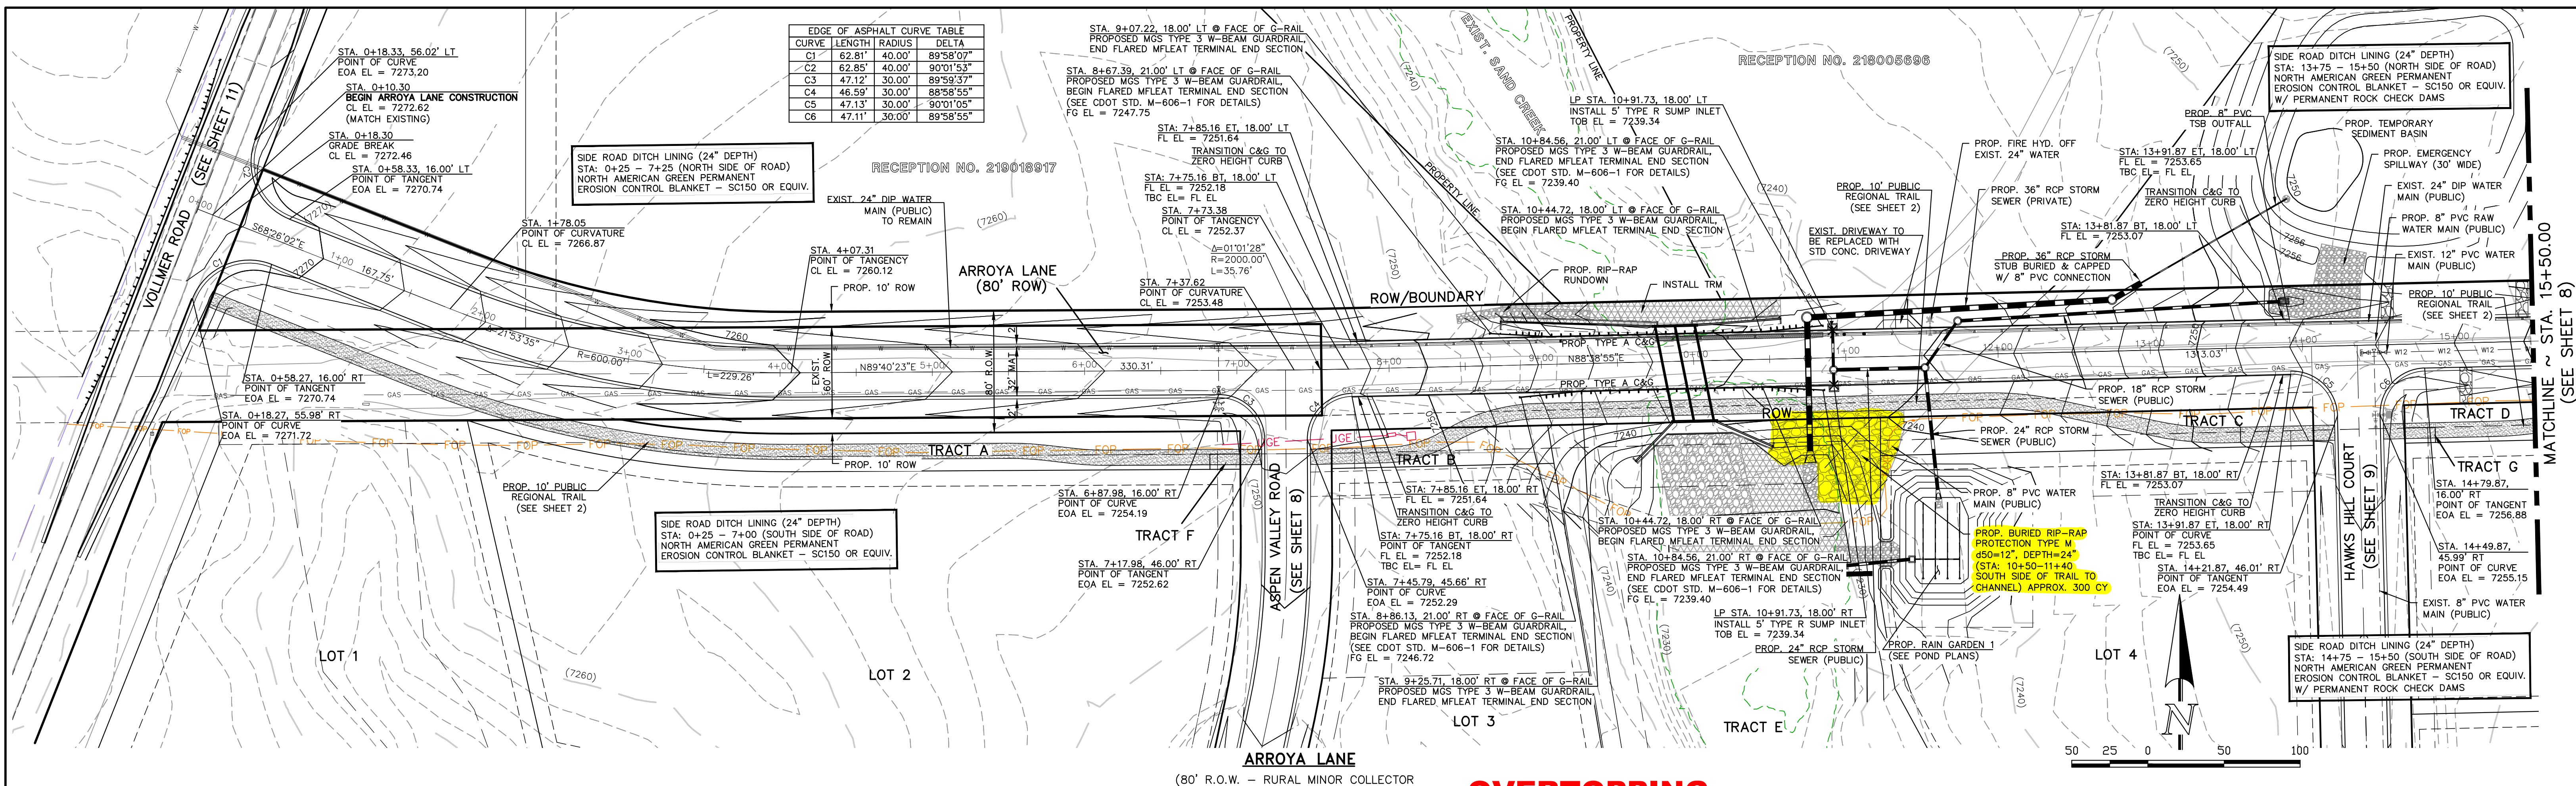 EDGE OF ASPHALT CURVE TABLE
CURVE LENGTH RADIUS DELTA
C1 62.81' 40.00' 89°58'07"
C2 62.85' 40.00' 90°01'53"
C3 47.12' 30.00' 89°59'37"
C4 46.59' 30.00' 88°58'55"
C5 47.13' 30.00' 90°01'05"
C6 47.11' 30.00' 89°58'55"
STA. 0+18.33, 56.02' LT
POINT OF CURVE
EOA EL = 7273,20
STA. 0+10.30
BEGIN ARROYA LANE CONSTRUCTION
CL EL = 7272.62
(MATCH EXISTING)
STA. 0+18.30
GRADE BREAK
CL EL = 7272.46
STA. 0+58.33, 16.00' LT
POINT OF TANGENT
EOA EL = 7270.74
VOLLMER ROAD (SEE SHEET 11)
SIDE ROAD DITCH LINING (24" DEPTH)
STA: 0+25 – 7+25 (NORTH SIDE OF ROAD)
NORTH AMERICAN GREEN PERMANENT
EROSION CONTROL BLANKET – SC150 OR EQUIV.
RECEPTION NO. 219018917
EXIST. 24" DIP WATER
MAIN (PUBLIC)
TO REMAIN
STA. 1+78.05
POINT OF CURVATURE
CL EL = 7266.87
STA. 4+07.31
POINT OF TANGENCY
CL EL = 7260.12
PROP. 10' ROW
ARROYA LANE
(80' ROW)
STA. 9+07.22, 18.00' LT @ FACE OF G-RAIL
PROPOSED MGS TYPE 3 W-BEAM GUARDRAIL,
END FLARED MFLEAT TERMINAL END SECTION
STA. 8+67.39, 21.00' LT @ FACE OF G-RAIL
PROPOSED MGS TYPE 3 W-BEAM GUARDRAIL,
BEGIN FLARED MFLEAT TERMINAL END SECTION
(SEE CDOT STD. M-606-1 FOR DETAILS)
FG EL = 7247.75
STA: 7+85.16 ET, 18.00' LT
FL EL = 7251.64
TRANSITION C&G TO
ZERO HEIGHT CURB
STA: 7+75.16 BT, 18.00' LT
FL EL = 7252.18
TBC EL= FL EL
STA. 7+73.38
POINT OF TANGENCY
CL EL = 7252.37
Δ=01°01'28"
R=2000.00'
L=35.76'
STA. 7+37.62
POINT OF CURVATURE
CL EL = 7253.48
EXIST. SAND CREEK
PROPERTY LINE
PROPERTY LINE
RECEPTION NO. 218005696
LP STA. 10+91.73, 18.00' LT
INSTALL 5' TYPE R SUMP INLET
TOB EL = 7239.34
STA. 10+84.56, 21.00' LT @ FACE OF G-RAIL
PROPOSED MGS TYPE 3 W-BEAM GUARDRAIL,
END FLARED MFLEAT TERMINAL END SECTION
(SEE CDOT STD. M-606-1 FOR DETAILS)
FG EL = 7239.40
STA. 10+44.72, 18.00' LT @ FACE OF G-RAIL
PROPOSED MGS TYPE 3 W-BEAM GUARDRAIL,
BEGIN FLARED MFLEAT TERMINAL END SECTION
PROP. RIP-RAP
RUNDOWN
INSTALL TRM
ROW/BOUNDARY
PROP. 10' PUBLIC
REGIONAL TRAIL
(SEE SHEET 2)
EXIST. DRIVEWAY TO
BE REPLACED WITH
STD CONC. DRIVEWAY
PROP. FIRE HYD. OFF
EXIST. 24" WATER
PROP. 36" RCP STORM
SEWER (PRIVATE)
PROP. 36" RCP STORM
STUB BURIED & CAPPED
W/ 8" PVC CONNECTION
STA: 13+91.87 ET, 18.00' LT
FL EL = 7253.65
TBC EL= FL EL
TRANSITION C&G TO
ZERO HEIGHT CURB
STA: 13+81.87 BT, 18.00' LT
FL EL = 7253.07
PROP. 8" PVC
TSB OUTFALL
SIDE ROAD DITCH LINING (24" DEPTH)
STA: 13+75 – 15+50 (NORTH SIDE OF ROAD)
NORTH AMERICAN GREEN PERMANENT
EROSION CONTROL BLANKET – SC150 OR EQUIV.
W/ PERMANENT ROCK CHECK DAMS
PROP. TEMPORARY
SEDIMENT BASIN
PROP. EMERGENCY
SPILLWAY (30' WIDE)
EXIST. 24" DIP WATER
MAIN (PUBLIC)
PROP. 8" PVC RAW
WATER MAIN (PUBLIC)
EXIST. 12" PVC WATER
MAIN (PUBLIC)
PROP. 10' PUBLIC
REGIONAL TRAIL
(SEE SHEET 2)
MATCHLINE ~ STA. 15+50.00
(SEE SHEET 8)
S68°26'02"E
167.75'
R=600.00'
L=229.26'
N89°40'23"E
330.31'
EXIST.
60' ROW
80' R.O.W.
PROP. TYPE A C&G
N88°38'55"E
1313.03'
PROP. TYPE A C&G
ROW
STA. 0+58.27, 16.00' RT
POINT OF TANGENT
EOA EL = 7270.74
STA. 0+18.27, 55.98' RT
POINT OF CURVE
EOA EL = 7271.72
PROP. 10' PUBLIC
REGIONAL TRAIL
(SEE SHEET 2)
TRACT A
PROP. 10' ROW
SIDE ROAD DITCH LINING (24" DEPTH)
STA: 0+25 – 7+00 (SOUTH SIDE OF ROAD)
NORTH AMERICAN GREEN PERMANENT
EROSION CONTROL BLANKET – SC150 OR EQUIV.
STA. 6+87.98, 16.00' RT
POINT OF CURVE
EOA EL = 7254.19
TRACT F
STA. 7+17.98, 46.00' RT
POINT OF TANGENT
EOA EL = 7252.62
ASPEN VALLEY ROAD
(SEE SHEET 8)
TRACT B
STA: 7+85.16 ET, 18.00' RT
FL EL = 7251.64
TRANSITION C&G TO
ZERO HEIGHT CURB
STA: 7+75.16 BT, 18.00' RT
POINT OF TANGENT
FL EL = 7252.18
TBC EL= FL EL
STA. 7+45.79, 45.66' RT
POINT OF CURVE
EOA EL = 7252.29
STA. 8+86.13, 21.00' RT @ FACE OF G-RAIL
PROPOSED MGS TYPE 3 W-BEAM GUARDRAIL,
BEGIN FLARED MFLEAT TERMINAL END SECTION
(SEE CDOT STD. M-606-1 FOR DETAILS)
FG EL = 7246.72
STA. 9+25.71, 18.00' RT @ FACE OF G-RAIL
PROPOSED MGS TYPE 3 W-BEAM GUARDRAIL,
END FLARED MFLEAT TERMINAL END SECTION
STA. 10+44.72, 18.00' RT @ FACE OF G-RAIL
PROPOSED MGS TYPE 3 W-BEAM GUARDRAIL,
BEGIN FLARED MFLEAT TERMINAL END SECTION
STA. 10+84.56, 21.00' RT @ FACE OF G-RAIL
PROPOSED MGS TYPE 3 W-BEAM GUARDRAIL,
END FLARED MFLEAT TERMINAL END SECTION
(SEE CDOT STD. M-606-1 FOR DETAILS)
FG EL = 7239.40
LP STA. 10+91.73, 18.00' RT
INSTALL 5' TYPE R SUMP INLET
TOB EL = 7239.34
PROP. 24" RCP STORM
SEWER (PUBLIC)
PROP. RAIN GARDEN 1
(SEE POND PLANS)
PROP. 18" RCP STORM
SEWER (PUBLIC)
PROP. 24" RCP STORM
SEWER (PUBLIC)
PROP. 8" PVC WATER
MAIN (PUBLIC)
PROP. BURIED RIP-RAP
PROTECTION TYPE M
d50=12", DEPTH=24"
(STA: 10+50-11+40
SOUTH SIDE OF TRAIL TO
CHANNEL) APPROX. 300 CY
TRACT C
STA: 13+81.87 BT, 18.00' RT
FL EL = 7253.07
TRANSITION C&G TO
ZERO HEIGHT CURB
STA: 13+91.87 ET, 18.00' RT
POINT OF CURVE
FL EL = 7253.65
TBC EL= FL EL
STA. 14+21.87, 46.01' RT
POINT OF TANGENT
EOA EL = 7254.49
HAWKS HILL COURT
(SEE SHEET 9)
TRACT D
TRACT G
STA. 14+79.87,
16.00' RT
POINT OF TANGENT
EOA EL = 7256.88
STA. 14+49.87,
45.99' RT
POINT OF CURVE
EOA EL = 7255.15
EXIST. 8" PVC WATER
MAIN (PUBLIC)
SIDE ROAD DITCH LINING (24" DEPTH)
STA: 14+75 – 15+50 (SOUTH SIDE OF ROAD)
NORTH AMERICAN GREEN PERMANENT
EROSION CONTROL BLANKET – SC150 OR EQUIV.
W/ PERMANENT ROCK CHECK DAMS
LOT 1
LOT 2
LOT 3
TRACT E
LOT 4
N
50 25 0 50 100
ARROYA LANE
(80' R.O.W. – RURAL MINOR COLLECTOR
OVERTOPPING